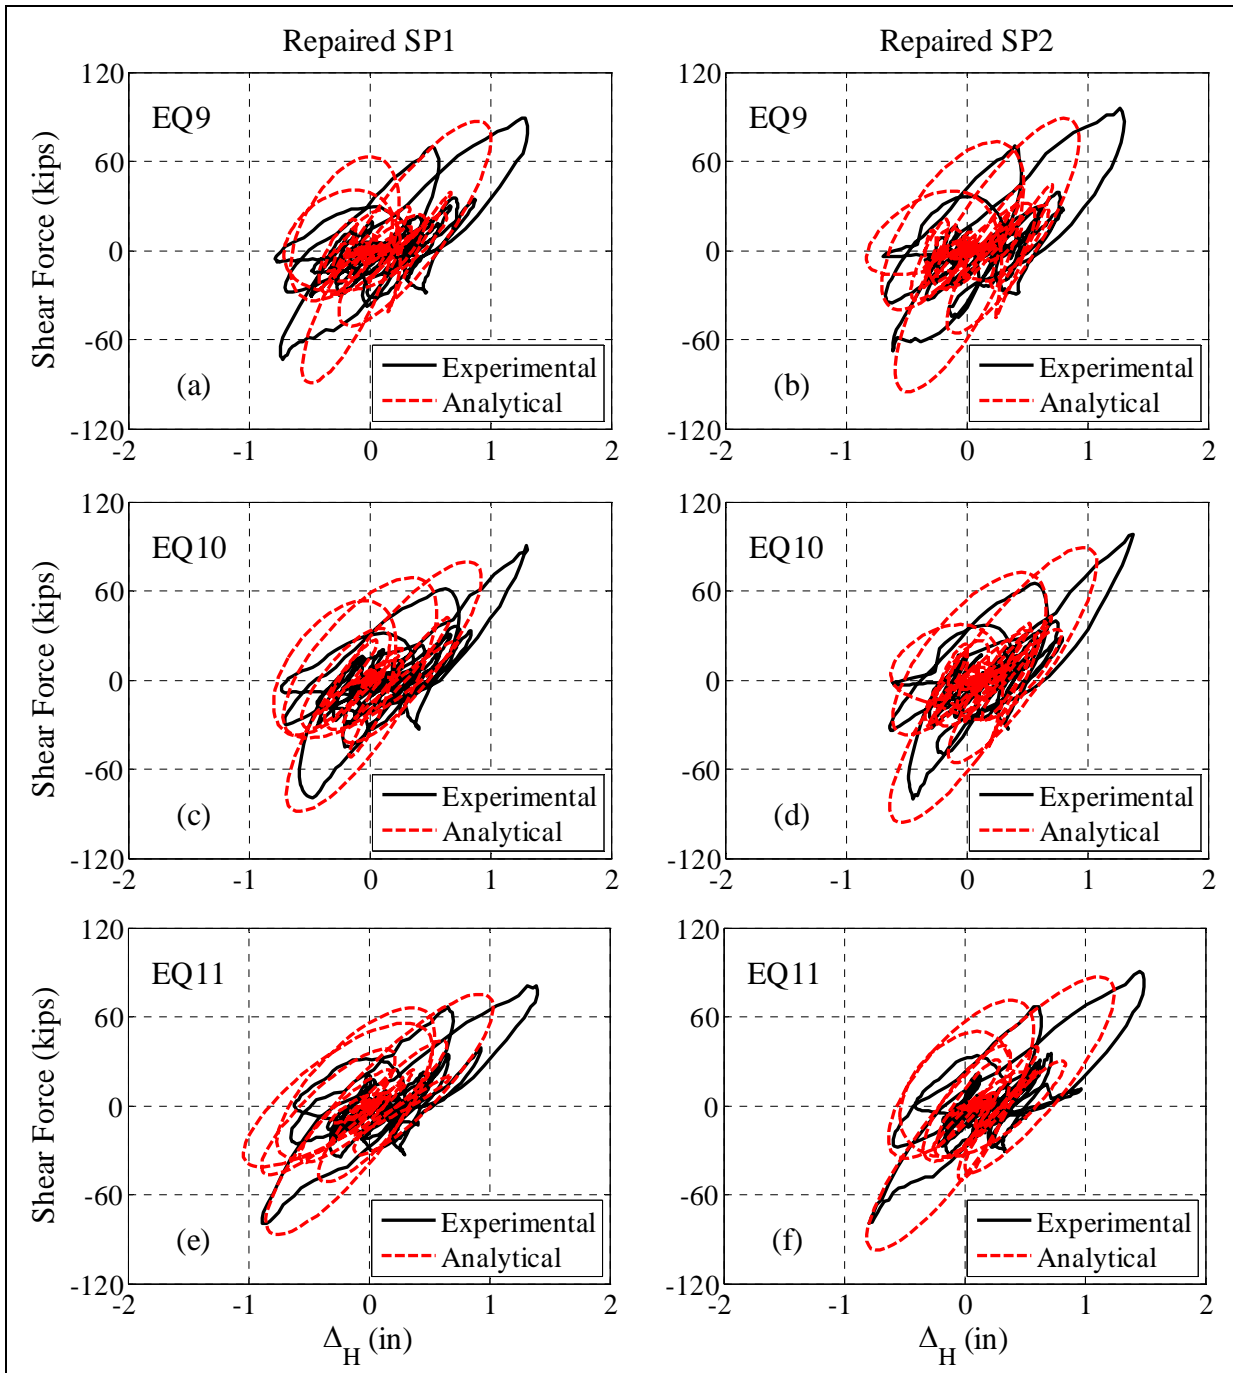 Repaired SP1
Repaired SP2
120
60
0
-60
-120
Shear Force (kips)
EQ9
(a)
Experimental
Analytical
-2 -1 0 1 2
120
60
0
-60
-120
EQ9
(b)
Experimental
Analytical
-2 -1 0 1 2
120
60
0
-60
-120
Shear Force (kips)
EQ10
(c)
Experimental
Analytical
-2 -1 0 1 2
120
60
0
-60
-120
EQ10
(d)
Experimental
Analytical
-2 -1 0 1 2
120
60
0
-60
-120
Shear Force (kips)
EQ11
(e)
Experimental
Analytical
-2 -1 0 1 2
Δ_H (in)
120
60
0
-60
-120
EQ11
(f)
Experimental
Analytical
-2 -1 0 1 2
Δ_H (in)